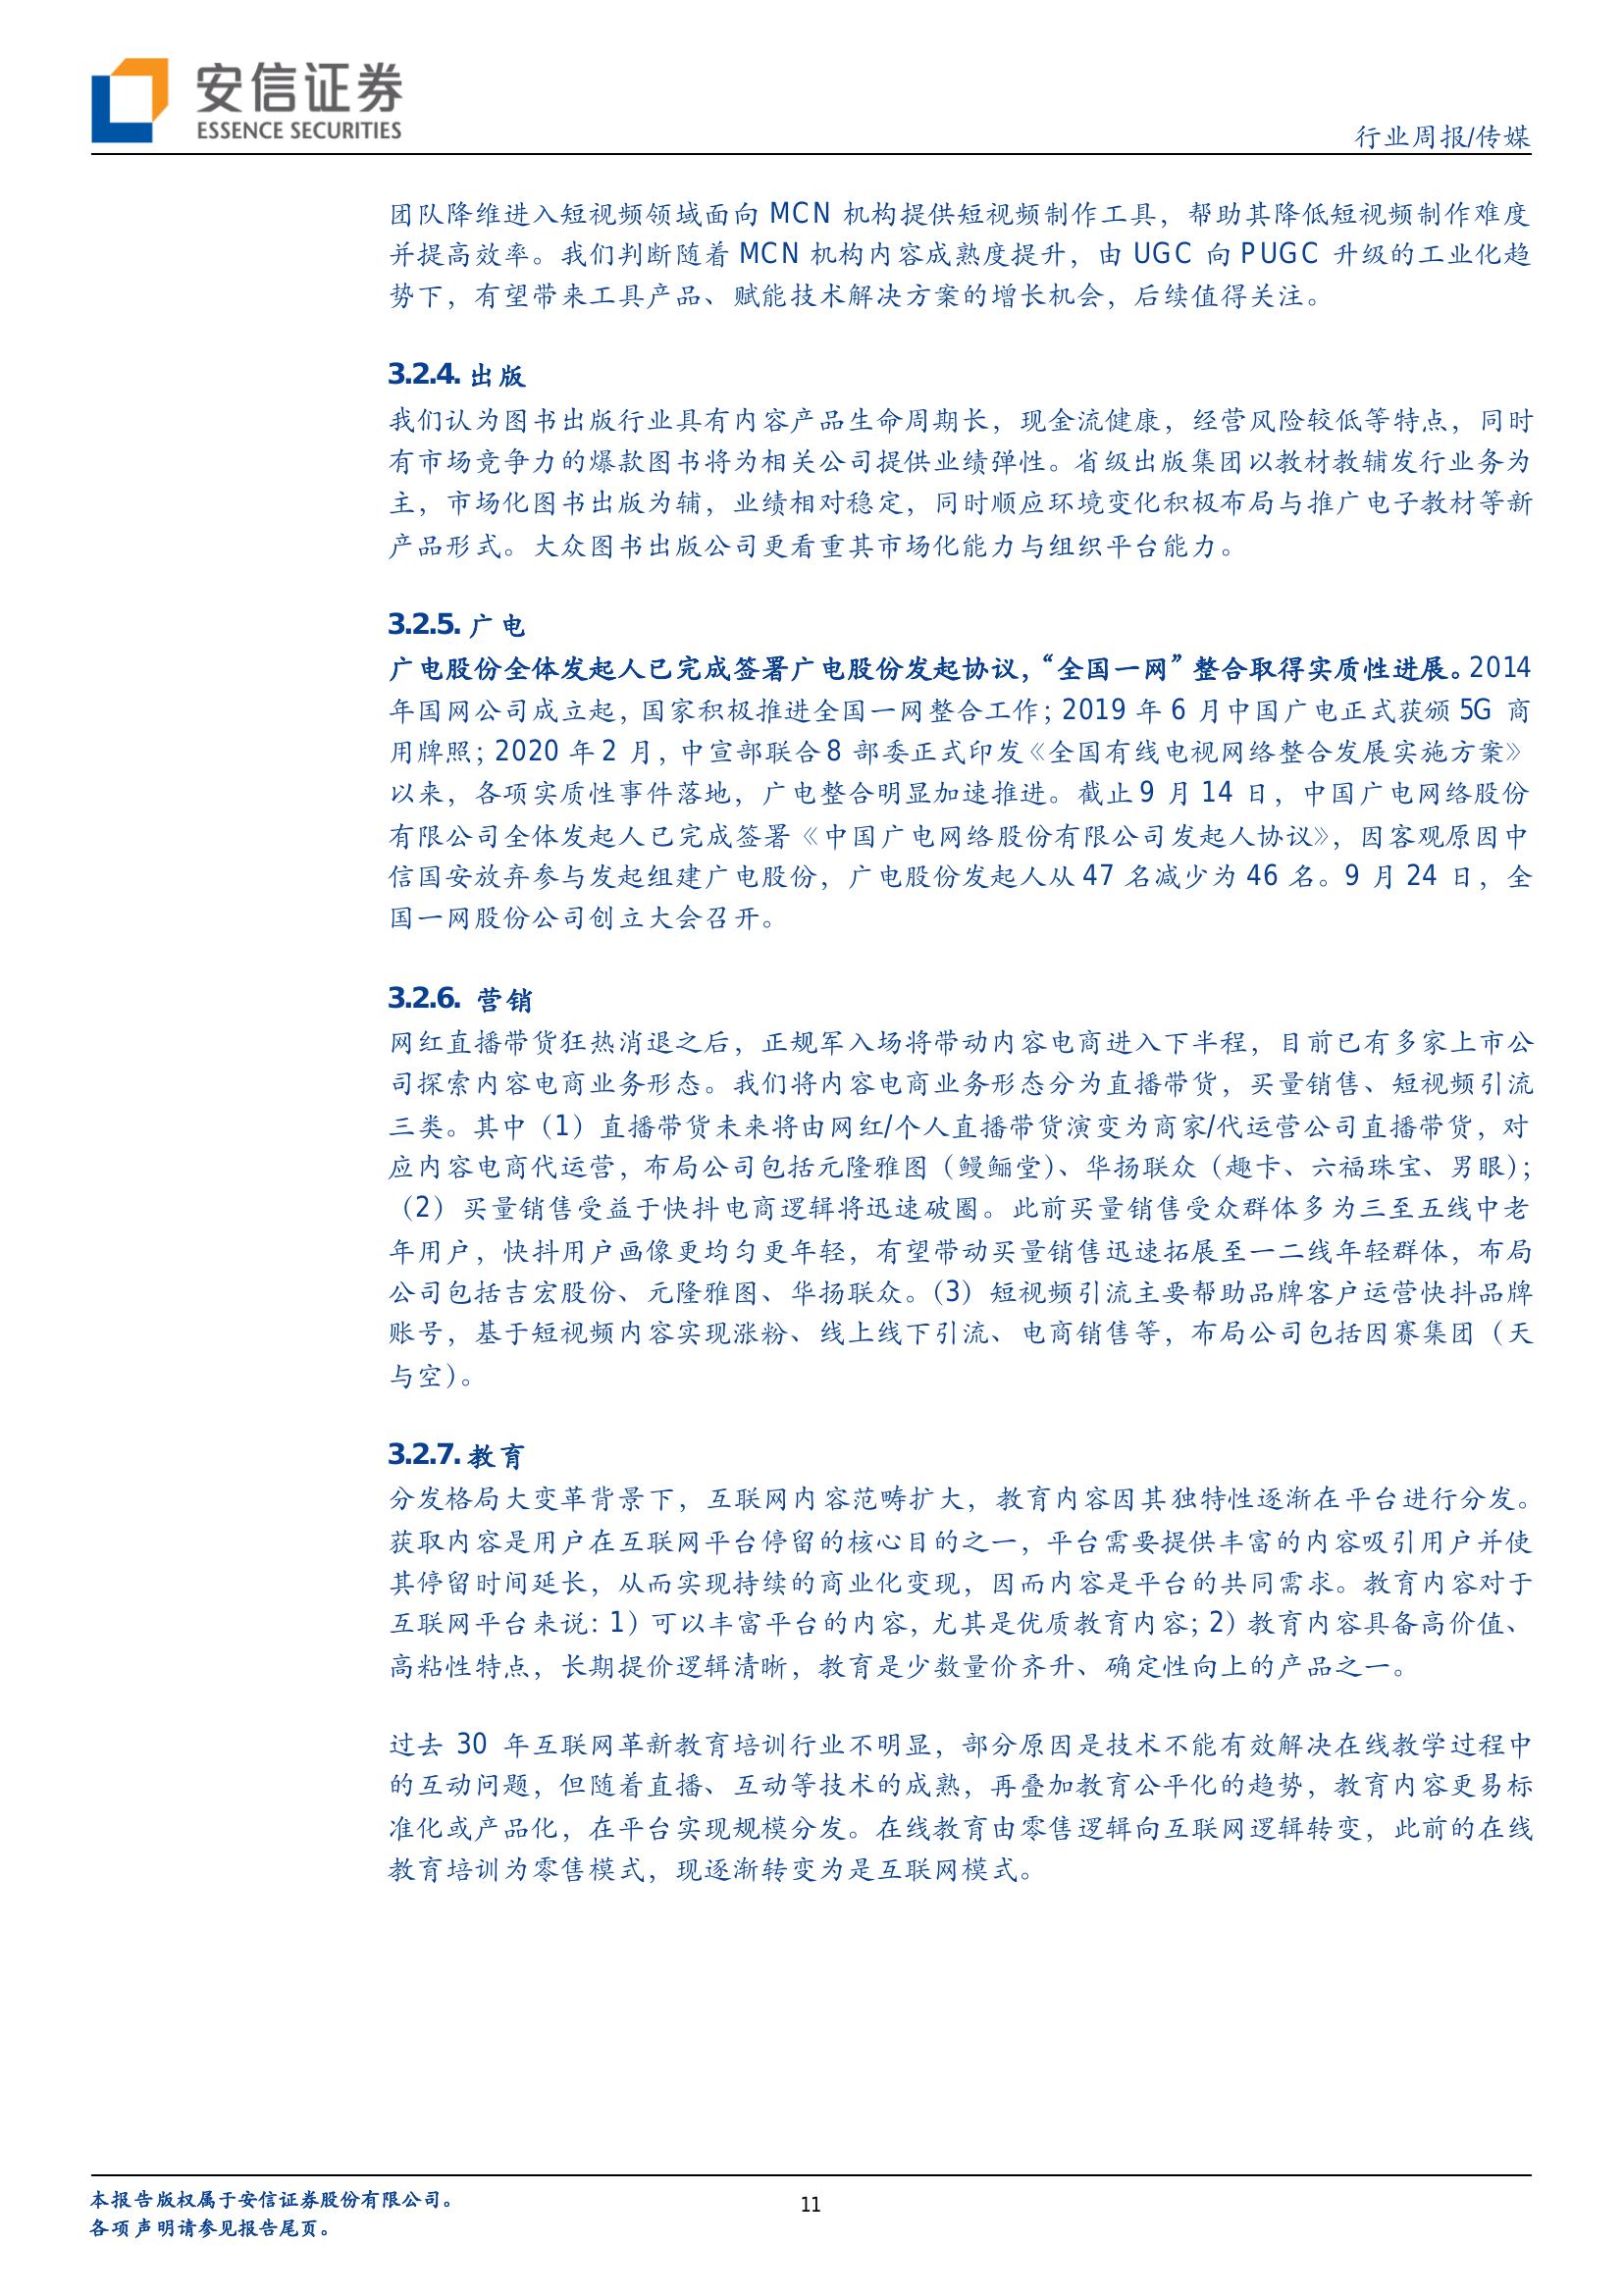 安信证券
ESSENCE SECURITIES
行业周报/传媒
团队降维进入短视频领域面向 MCN 机构提供短视频制作工具，帮助其降低短视频制作难度
并提高效率。我们判断随着 MCN 机构内容成熟度提升，由 UGC 向 PUGC 升级的工业化趋
势下，有望带来工具产品、赋能技术解决方案的增长机会，后续值得关注。
3.2.4. 出版
我们认为图书出版行业具有内容产品生命周期长，现金流健康，经营风险较低等特点，同时
有市场竞争力的爆款图书将为相关公司提供业绩弹性。省级出版集团以教材教辅发行业务为
主，市场化图书出版为辅，业绩相对稳定，同时顺应环境变化积极布局与推广电子教材等新
产品形式。大众图书出版公司更看重其市场化能力与组织平台能力。
3.2.5. 广电
广电股份全体发起人已完成签署广电股份发起协议，“全国一网”整合取得实质性进展。2014
年国网公司成立起，国家积极推进全国一网整合工作；2019 年 6 月中国广电正式获颁 5G 商
用牌照；2020 年 2 月，中宣部联合 8 部委正式印发《全国有线电视网络整合发展实施方案》
以来，各项实质性事件落地，广电整合明显加速推进。截止 9 月 14 日，中国广电网络股份
有限公司全体发起人已完成签署《中国广电网络股份有限公司发起人协议》，因客观原因中
信国安放弃参与发起组建广电股份，广电股份发起人从 47 名减少为 46 名。9 月 24 日，全
国一网股份公司创立大会召开。
3.2.6. 营销
网红直播带货狂热消退之后，正规军入场将带动内容电商进入下半程，目前已有多家上市公
司探索内容电商业务形态。我们将内容电商业务形态分为直播带货，买量销售、短视频引流
三类。其中（1）直播带货未来将由网红/个人直播带货演变为商家/代运营公司直播带货，对
应内容电商代运营，布局公司包括元隆雅图（鳗鲡堂）、华扬联众（趣卡、六福珠宝、男眼）；
（2）买量销售受益于快抖电商逻辑将迅速破圈。此前买量销售受众群体多为三至五线中老
年用户，快抖用户画像更均匀更年轻，有望带动买量销售迅速拓展至一二线年轻群体，布局
公司包括吉宏股份、元隆雅图、华扬联众。（3）短视频引流主要帮助品牌客户运营快抖品牌
账号，基于短视频内容实现涨粉、线上线下引流、电商销售等，布局公司包括因赛集团（天
与空）。
3.2.7. 教育
分发格局大变革背景下，互联网内容范畴扩大，教育内容因其独特性逐渐在平台进行分发。
获取内容是用户在互联网平台停留的核心目的之一，平台需要提供丰富的内容吸引用户并使
其停留时间延长，从而实现持续的商业化变现，因而内容是平台的共同需求。教育内容对于
互联网平台来说：1）可以丰富平台的内容，尤其是优质教育内容；2）教育内容具备高价值、
高粘性特点，长期提价逻辑清晰，教育是少数量价齐升、确定性向上的产品之一。
过去 30 年互联网革新教育培训行业不明显，部分原因是技术不能有效解决在线教学过程中
的互动问题，但随着直播、互动等技术的成熟，再叠加教育公平化的趋势，教育内容更易标
准化或产品化，在平台实现规模分发。在线教育由零售逻辑向互联网逻辑转变，此前的在线
教育培训为零售模式，现逐渐转变为是互联网模式。
本报告版权属于安信证券股份有限公司。
11
各项声明请参见报告尾页。